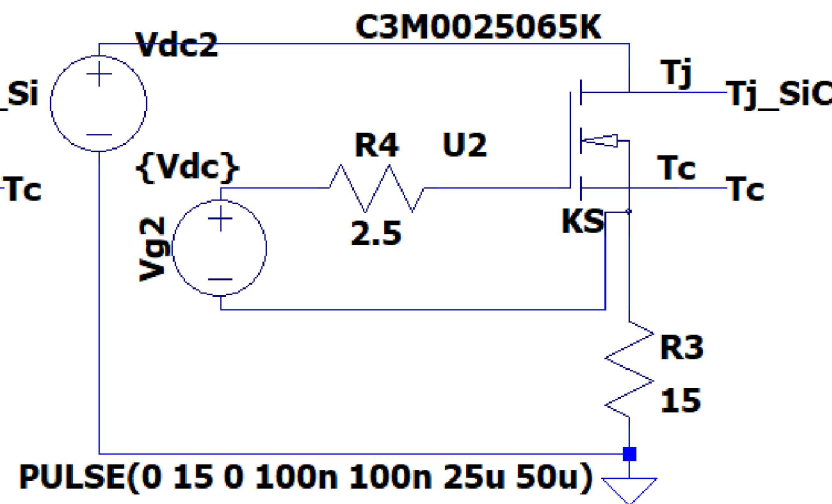 C3M0025065K
Vdc2
_Si
Tj
Tj_SiC
R4
U2
{Vdc}
Tc
Tc
Tc
KS
2.5
Vg2
R3
15
PULSE(0 15 0 100n 100n 25u 50u)